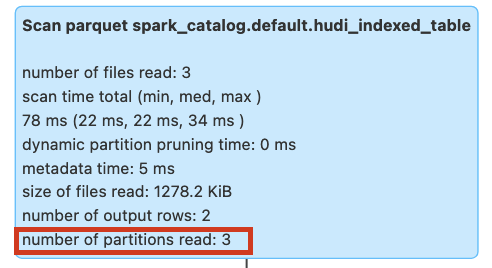 Scan parquet spark_catalog.default.hudi_indexed_table
number of files read: 3
scan time total (min, med, max )
78 ms (22 ms, 22 ms, 34 ms )
dynamic partition pruning time: 0 ms
metadata time: 5 ms
size of files read: 1278.2 KiB
number of output rows: 2
number of partitions read: 3